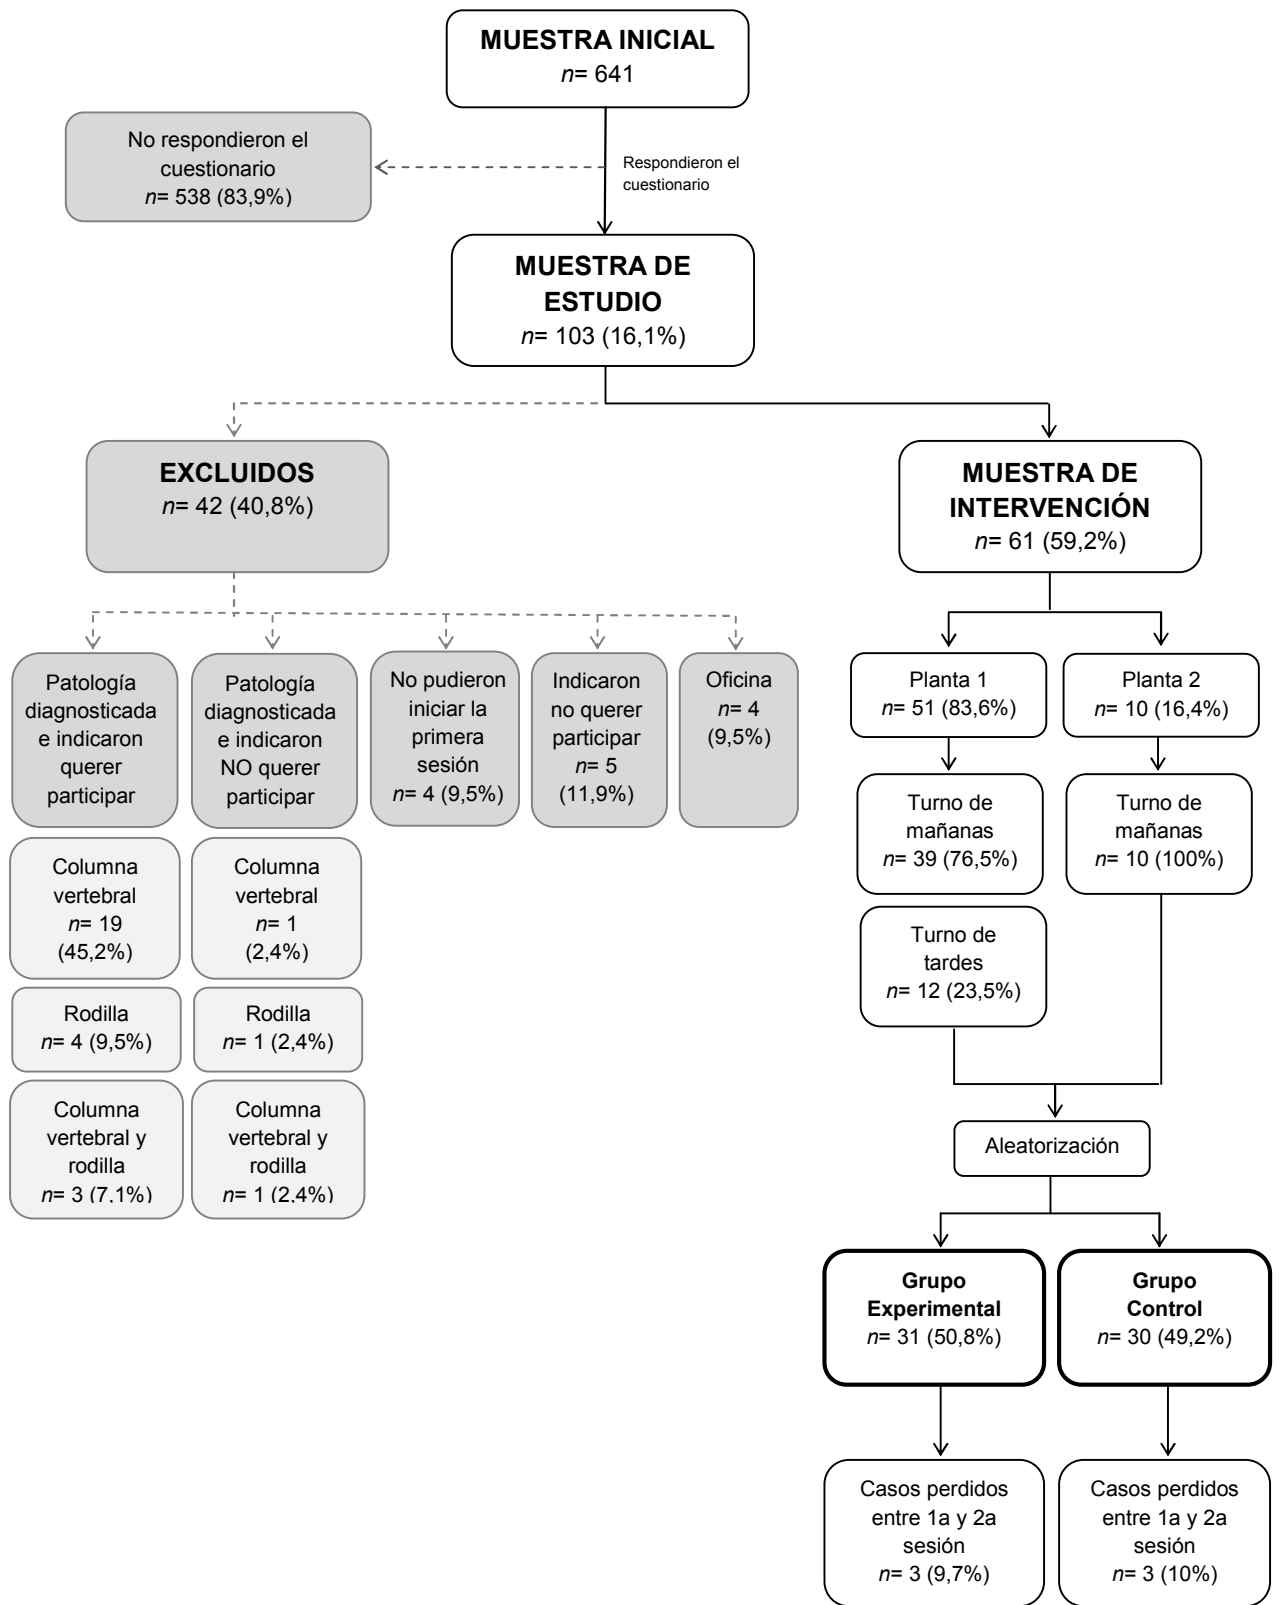 MUESTRA INICIAL
n= 641
No respondieron el
cuestionario
n= 538 (83,9%)
Respondieron el
cuestionario
MUESTRA DE
ESTUDIO
n= 103 (16,1%)
EXCLUIDOS
n= 42 (40,8%)
MUESTRA DE
INTERVENCIÓN
n= 61 (59,2%)
Patología
diagnosticada
e indicaron
querer
participar
Patología
diagnosticada
e indicaron
NO querer
participar
No pudieron
iniciar la
primera
sesión
n= 4 (9,5%)
Indicaron
no querer
participar
n= 5
(11,9%)
Oficina
n= 4
(9,5%)
Columna
vertebral
n= 19
(45,2%)
Columna
vertebral
n= 1
(2,4%)
Rodilla
n= 4 (9,5%)
Rodilla
n= 1 (2,4%)
Columna
vertebral y
rodilla
n= 3 (7,1%)
Columna
vertebral y
rodilla
n= 1 (2,4%)
Planta 1
n= 51 (83,6%)
Planta 2
n= 10 (16,4%)
Turno de
mañanas
n= 39 (76,5%)
Turno de
mañanas
n= 10 (100%)
Turno de
tardes
n= 12 (23,5%)
Aleatorización
Grupo
Experimental
n= 31 (50,8%)
Grupo
Control
n= 30 (49,2%)
Casos perdidos
entre 1a y 2a
sesión
n= 3 (9,7%)
Casos perdidos
entre 1a y 2a
sesión
n= 3 (10%)